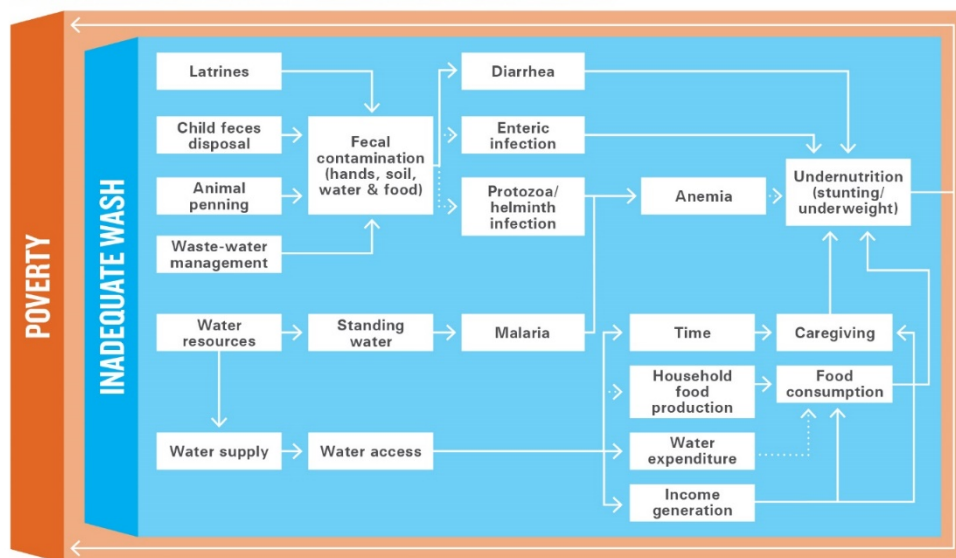 POVERTY
INADEQUATE WASH
Latrines
Child feces
disposal
Animal
penning
Waste-water
management
Fecal
contamination
(hands, soil,
water & food)
Diarrhea
Enteric
infection
Protozoa/
helminth
infection
Anemia
Undernutrition
(stunting/
underweight)
Water
resources
Standing
water
Malaria
Time
Caregiving
Household
food
production
Food
consumption
Water supply
Water access
Water
expenditure
Income
generation